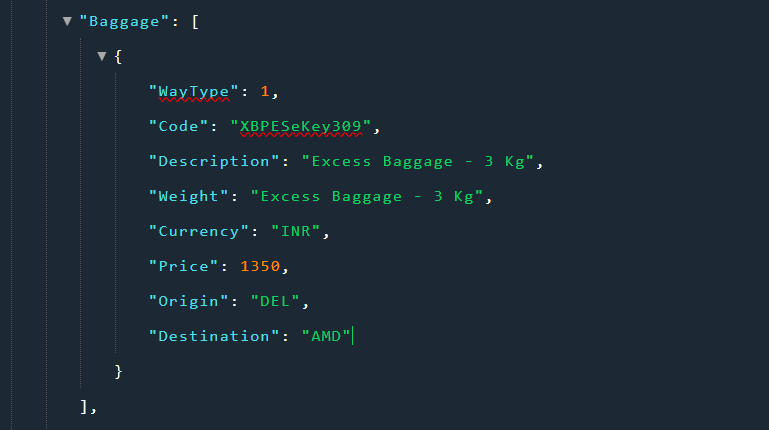 "Baggage": [
{
"WayType": 1,
"Code": "XBPESeKey309",
"Description": "Excess Baggage - 3 Kg",
"Weight": "Excess Baggage - 3 Kg",
"Currency": "INR",
"Price": 1350,
"Origin": "DEL",
"Destination": "AMD"
}
],